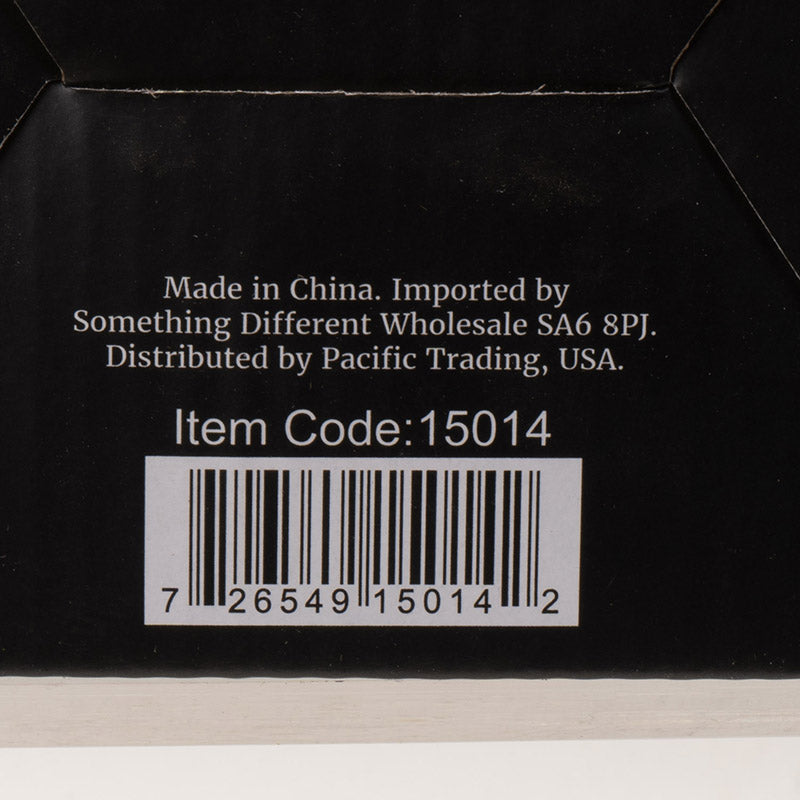 Made in China. Imported by
Something Different Wholesale SA6 8PJ.
Distributed by Pacific Trading, USA.
Item Code:15014
7 26549 15014 2